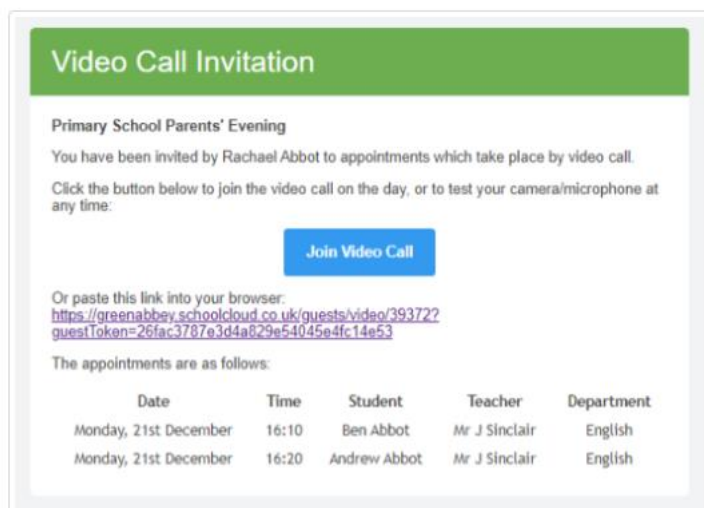 Video Call Invitation
Primary School Parents' Evening
You have been invited by Rachael Abbot to appointments which take place by video call.
Click the button below to join the video call on the day, or to test your camera/microphone at
any time:
Join Video Call
Or paste this link into your browser:
https://greenabbey.schoolcloud.co.uk/guests/video/39372?
guestToken=26fac3787e3d4a829e54045e4fc14e53
The appointments are as follows:
Date Time Student Teacher Department
Monday, 21st December 16:10 Ben Abbot Mr J Sinclair English
Monday, 21st December 16:20 Andrew Abbot Mr J Sinclair English